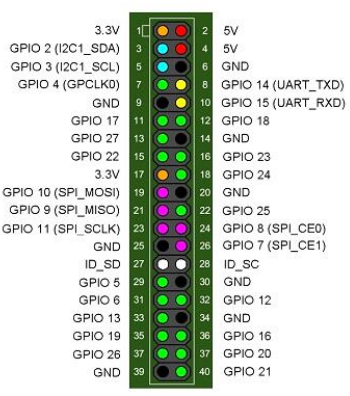 3.3V 1 2 5V
GPIO 2 (I2C1_SDA) 3 4 5V
GPIO 3 (I2C1_SCL) 5 6 GND
GPIO 4 (GPCLK0) 7 8 GPIO 14 (UART_TXD)
GND 9 10 GPIO 15 (UART_RXD)
GPIO 17 11 12 GPIO 18
GPIO 27 13 14 GND
GPIO 22 15 16 GPIO 23
3.3V 17 18 GPIO 24
GPIO 10 (SPI_MOSI) 19 20 GND
GPIO 9 (SPI_MISO) 21 22 GPIO 25
GPIO 11 (SPI_SCLK) 23 24 GPIO 8 (SPI_CE0)
GND 25 26 GPIO 7 (SPI_CE1)
ID_SD 27 28 ID_SC
GPIO 5 29 30 GND
GPIO 6 31 32 GPIO 12
GPIO 13 33 34 GND
GPIO 19 35 36 GPIO 16
GPIO 26 37 37 GPIO 20
GND 39 40 GPIO 21